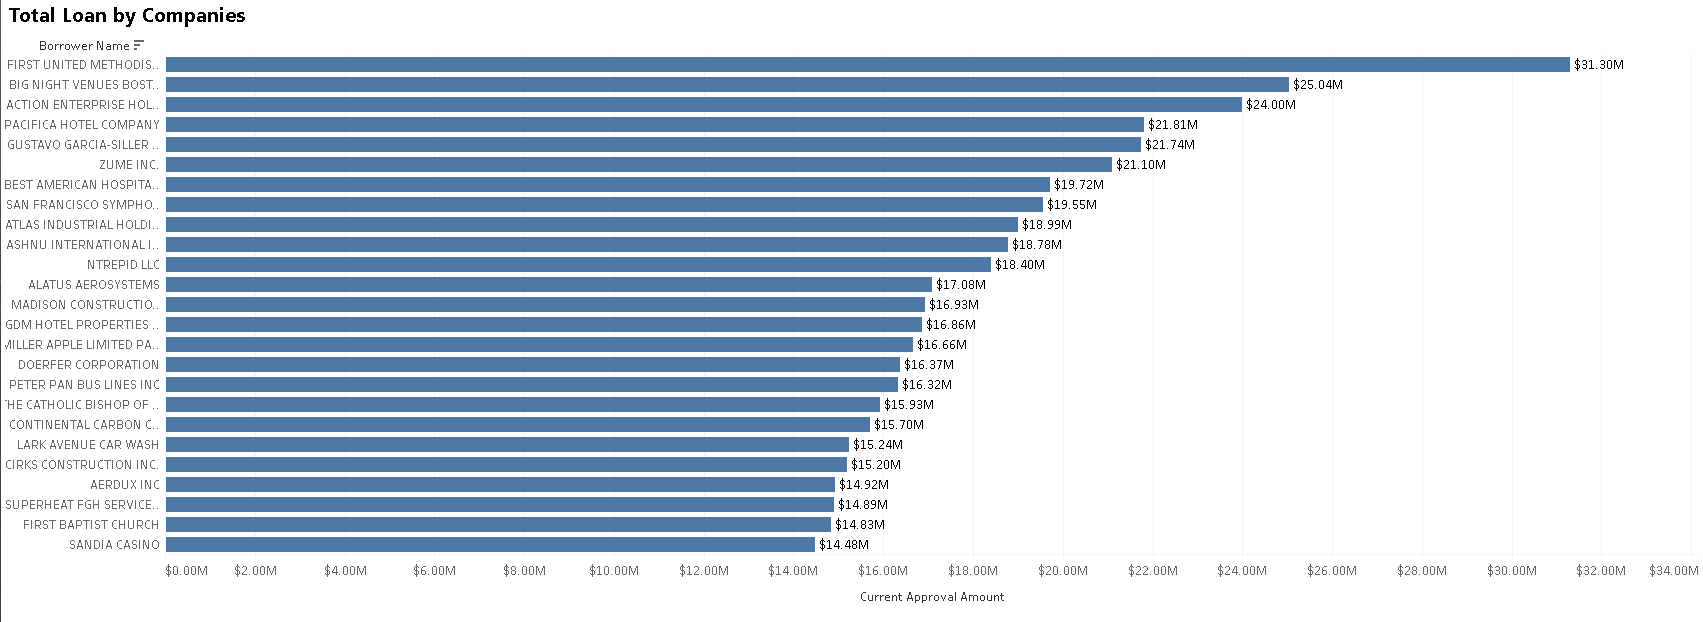 Total Loan by Companies
Borrower Name
FIRST UNITED METHODIS.. $31.30M
BIG NIGHT VENUES BOST.. $25.04M
ACTION ENTERPRISE HOL.. $24.00M
PACIFICA HOTEL COMPANY $21.81M
GUSTAVO GARCIA-SILLER .. $21.74M
ZUME INC. $21.10M
BEST AMERICAN HOSPITA.. $19.72M
SAN FRANCISCO SYMPHO.. $19.55M
ATLAS INDUSTRIAL HOLDI.. $18.99M
ASHNU INTERNATIONAL I.. $18.78M
NTREPID LLC $18.40M
ALATUS AEROSYSTEMS $17.08M
MADISON CONSTRUCTIO.. $16.93M
GDM HOTEL PROPERTIES .. $16.86M
MILLER APPLE LIMITED PA.. $16.66M
DOERFER CORPORATION $16.37M
PETER PAN BUS LINES INC $16.32M
HE CATHOLIC BISHOP OF .. $15.93M
CONTINENTAL CARBON C.. $15.70M
LARK AVENUE CAR WASH $15.24M
CIRKS CONSTRUCTION INC. $15.20M
AERDUX INC $14.92M
SUPERHEAT FGH SERVICE.. $14.89M
FIRST BAPTIST CHURCH $14.83M
SANDIA CASINO $14.48M
$0.00M $2.00M $4.00M $6.00M $8.00M $10.00M $12.00M $14.00M $16.00M $18.00M $20.00M $22.00M $24.00M $26.00M $28.00M $30.00M $32.00M $34.00M
Current Approval Amount